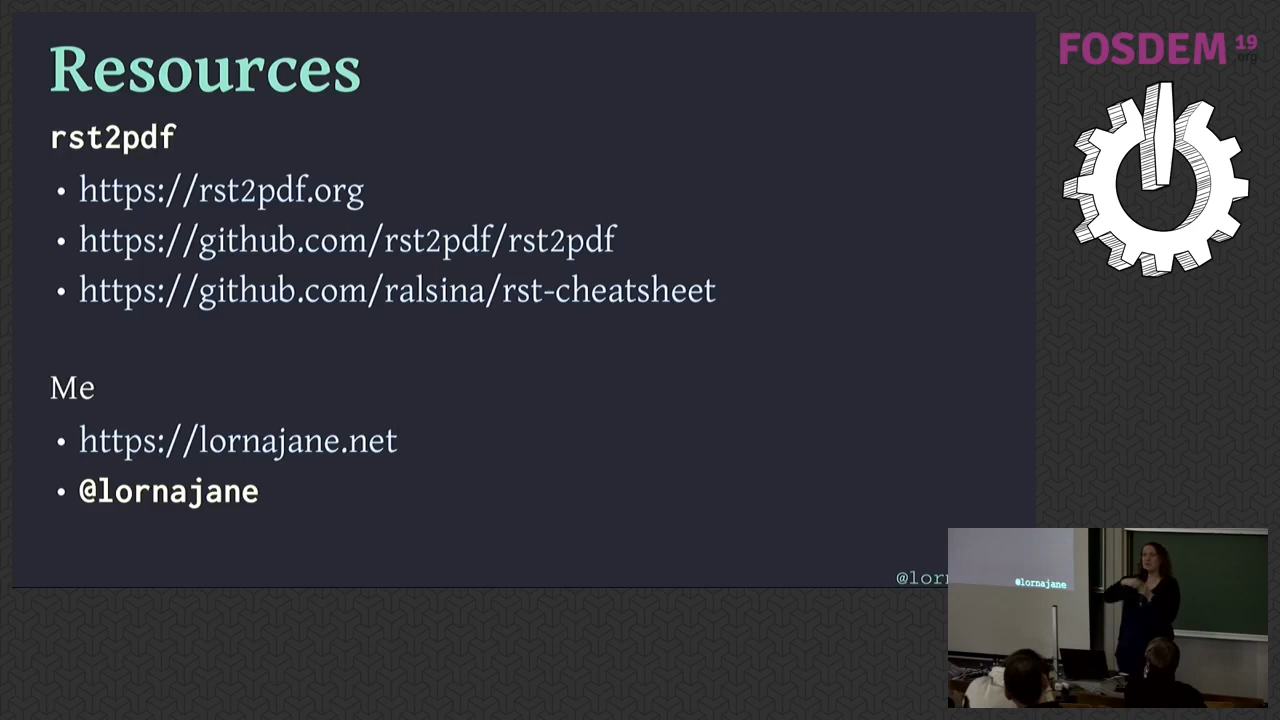 Resources
rst2pdf
• https://rst2pdf.org
• https://github.com/rst2pdf/rst2pdf
• https://github.com/ralsina/rst-cheatsheet
Me
• https://lornajane.net
• @lornajane
@lorn
FOSDEM 19
.org
@lornajane